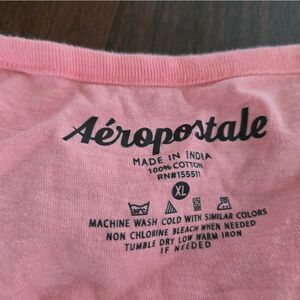 Aéropostale
MADE IN INDIA
100% COTTON
RN#155511
XL
MACHINE WASH COLD WITH SIMILAR COLORS
NON CHLORINE BLEACH WHEN NEEDED
TUMBLE DRY LOW WARM IRON
IF NEEDED